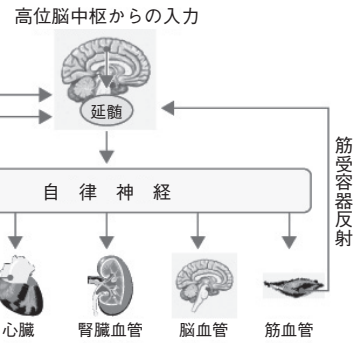 高位脳中枢からの入力
延髄
筋受容器反射
自律神経
心臓
腎臓血管
脳血管
筋血管